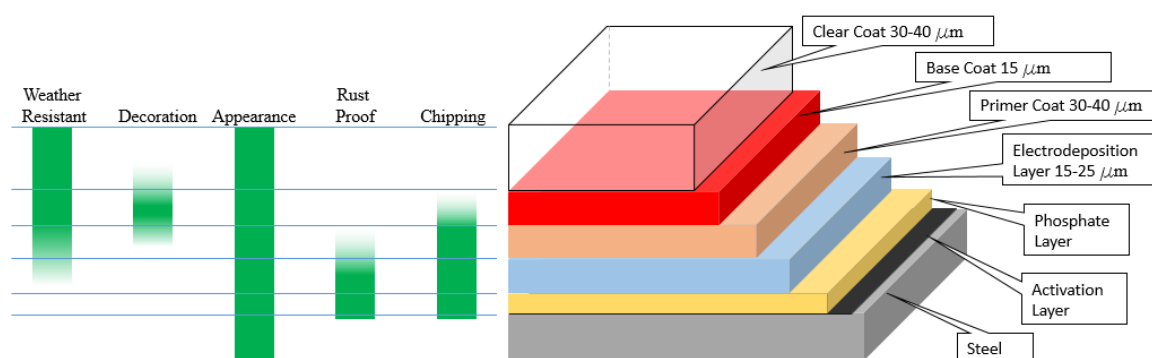 Weather
Resistant
Decoration
Appearance
Rust
Proof
Chipping
Clear Coat 30-40 μm
Base Coat 15 μm
Primer Coat 30-40 μm
Electrodeposition
Layer 15-25 μm
Phosphate
Layer
Activation
Layer
Steel